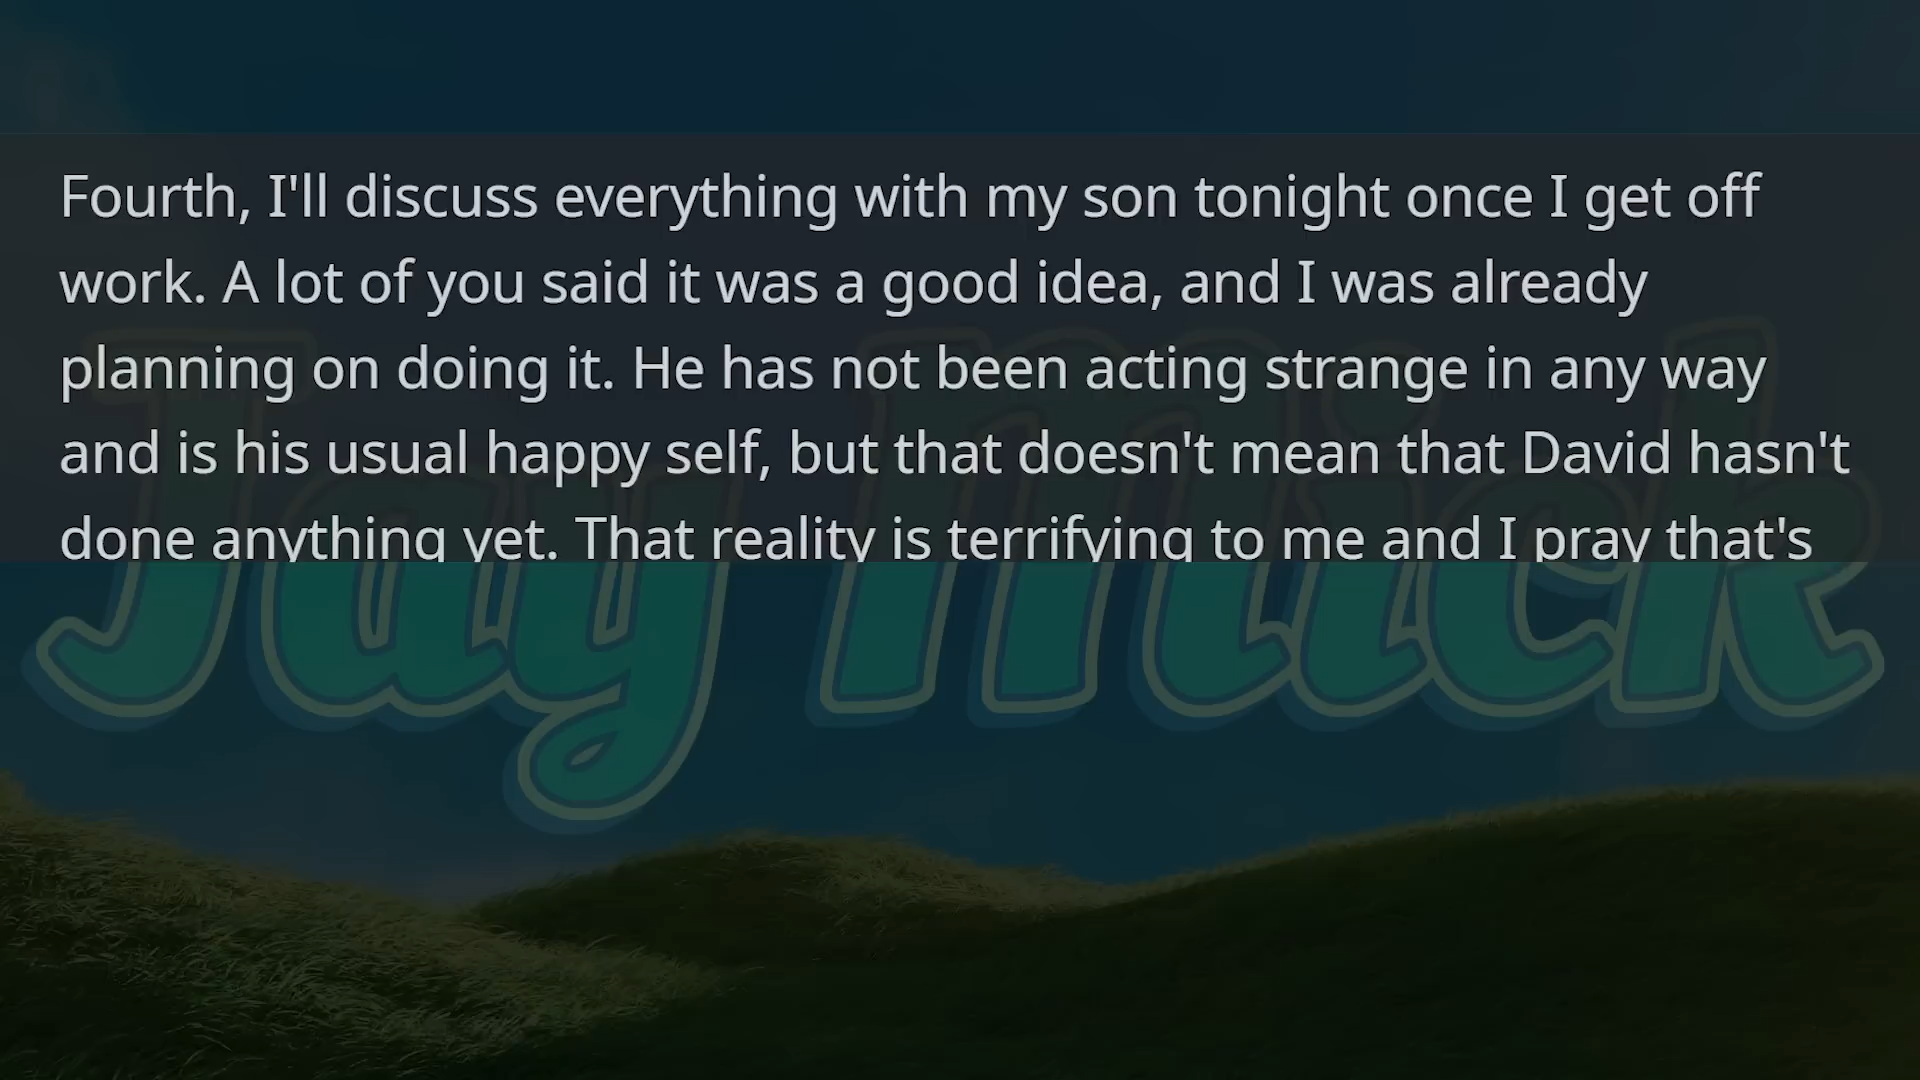 Fourth, I'll discuss everything with my son tonight once I get off
work. A lot of you said it was a good idea, and I was already
planning on doing it. He has not been acting strange in any way
and is his usual happy self, but that doesn't mean that David hasn't
done anything yet. That reality is terrifying to me and I pray that's
Jay Mick